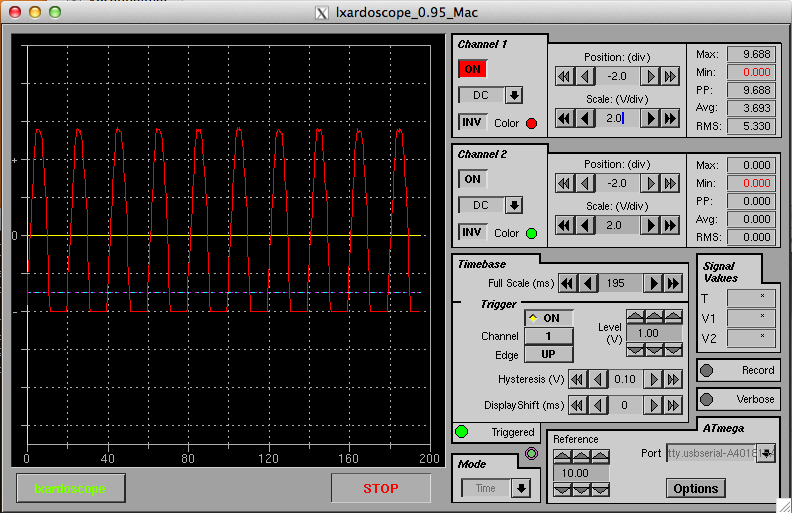 lxardoscope_0.95_Mac
Channel 1
ON
DC
INV Color
Position: (div)
-2.0
Scale: (V/div)
2.0
Max: 9.688
Min: 0.000
PP: 9.688
Avg: 3.693
RMS: 5.330
Channel 2
ON
DC
INV Color
Position: (div)
-2.0
Scale: (V/div)
2.0
Max: 0.000
Min: 0.000
PP: 0.000
Avg: 0.000
RMS: 0.000
+
0
-
0 40 80 120 160 200
lxardoscope
STOP
Timebase
Full Scale (ms) 195
Trigger
ON
Channel 1
Edge UP
Level
(V)
1.00
Hysteresis (V) 0.10
DisplayShift (ms) 0
Triggered
Signal
Values
T *
V1 *
V2 *
Record
Verbose
Mode
Time
Reference
10.00
ATmega
Port
Options